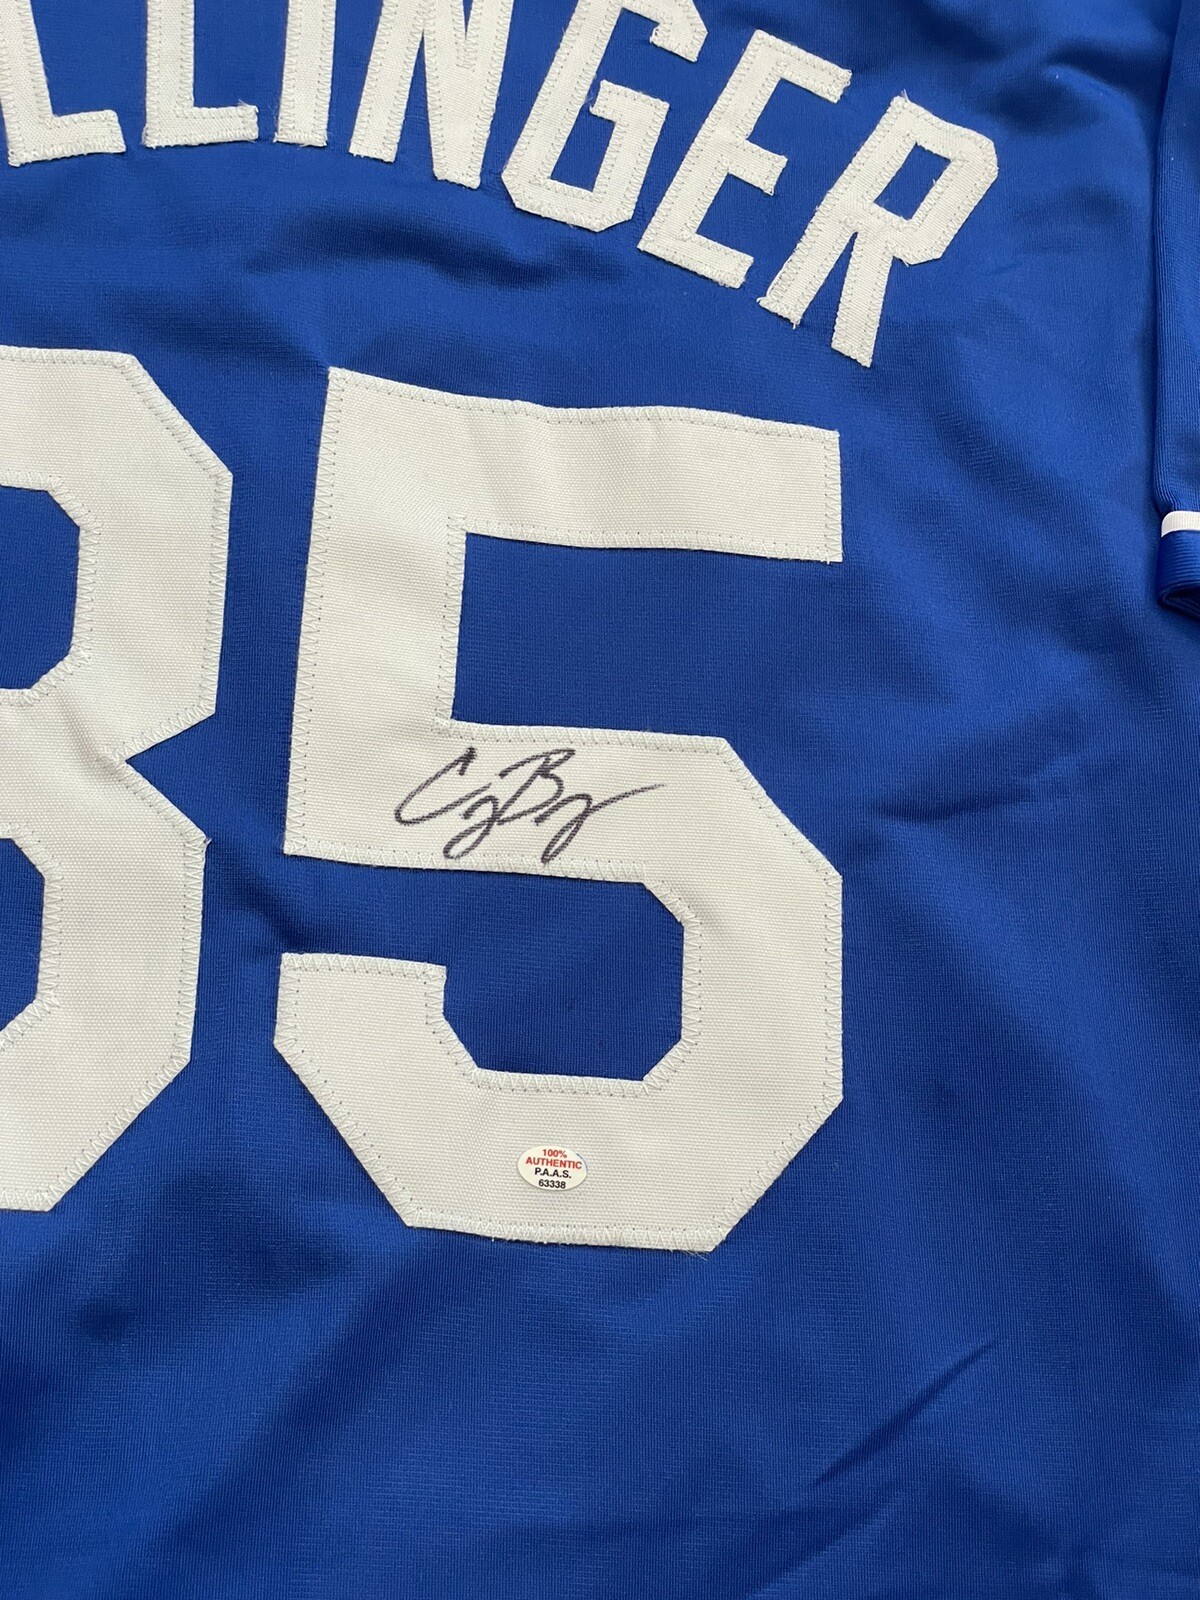 LLINGER
35
100%
AUTHENTIC
P.A.A.S.
63338